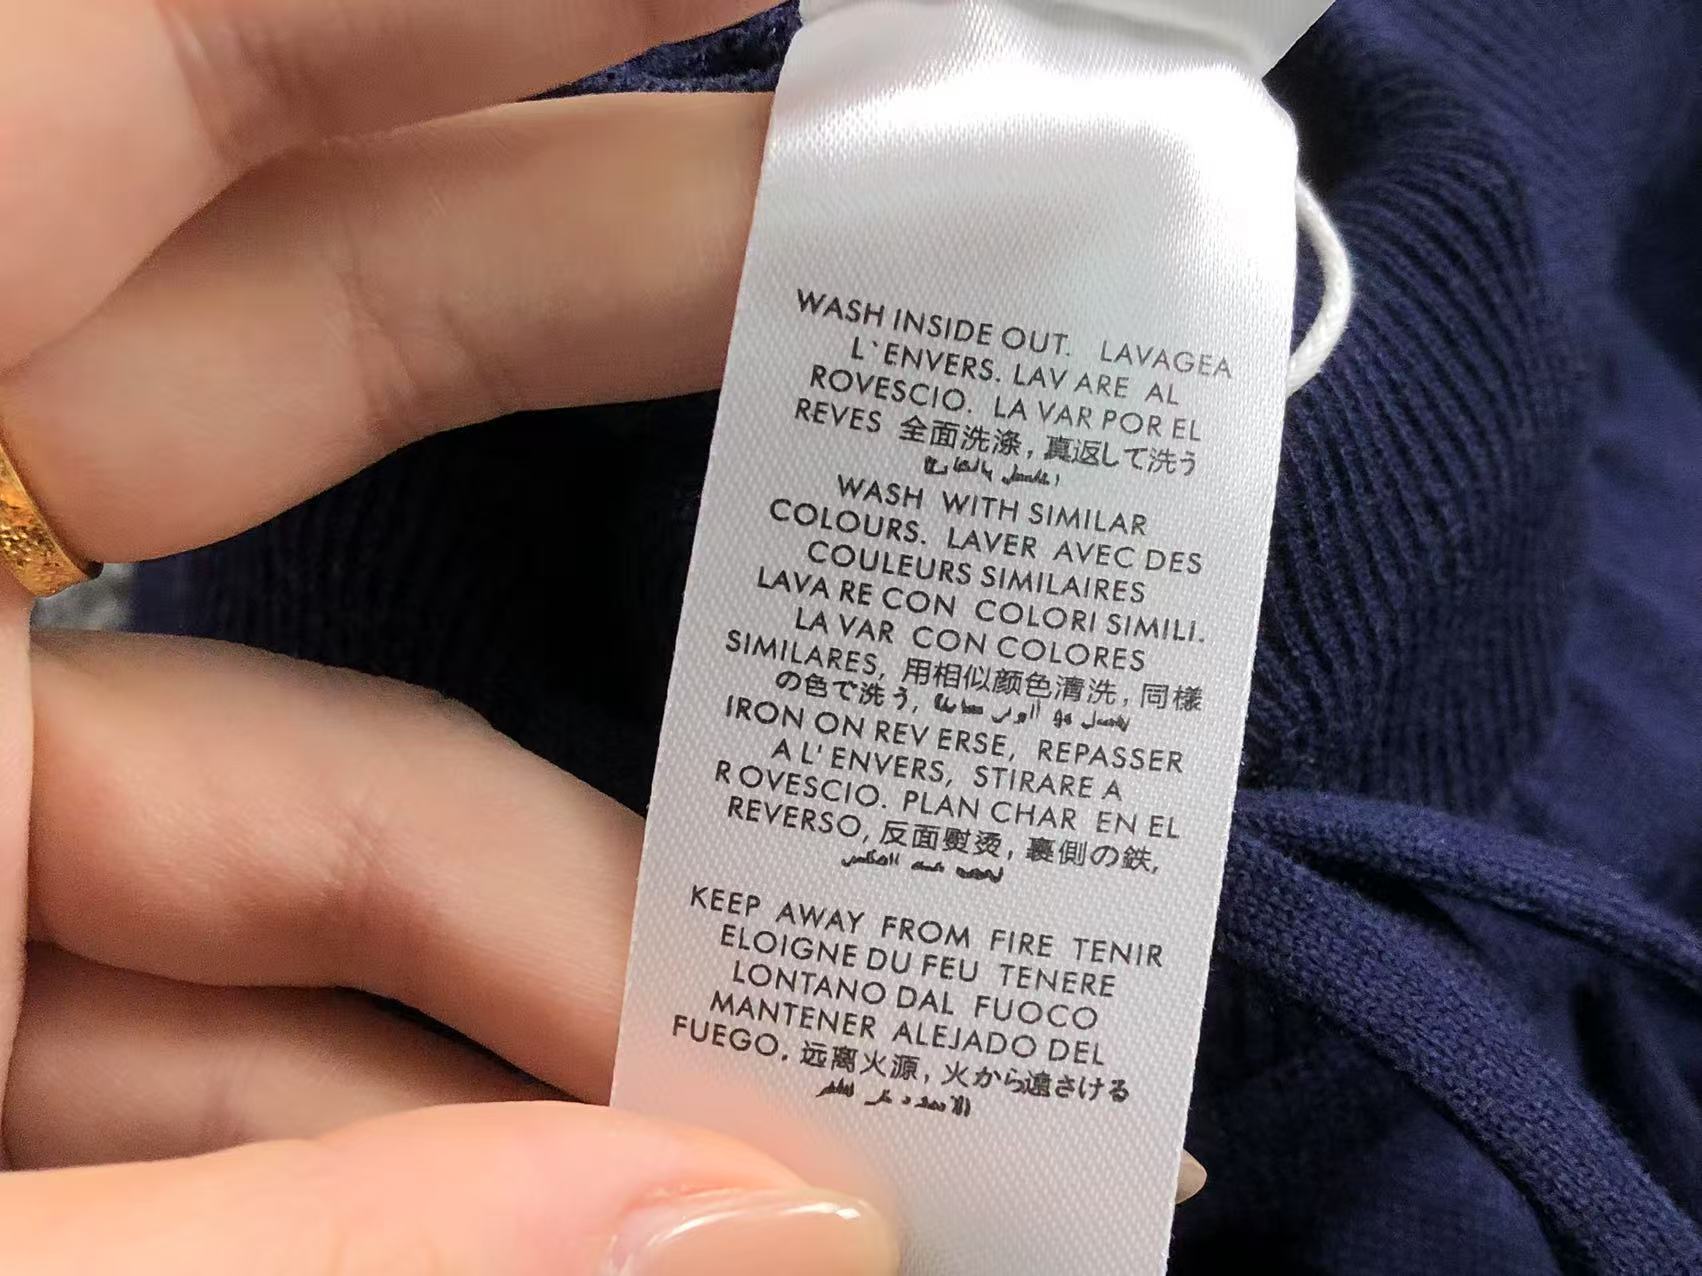 WASH INSIDE OUT. LAVAGEA
L`ENVERS. LAV ARE AL
ROVESCIO. LA VAR POR EL
REVES 全面洗涤, 真返して洗う
WASH WITH SIMILAR
COLOURS. LAVER AVEC DES
COULEURS SIMILAIRES
LAVA RE CON COLORI SIMILI.
LA VAR CON COLORES
SIMILARES, 用相似颜色清洗, 同様
の色で洗う,
IRON ON REV ERSE, REPASSER
A L' ENVERS, STIRARE A
R OVESCIO. PLAN CHAR EN EL
REVERSO, 反面熨烫, 裏側の鉄,
KEEP AWAY FROM FIRE TENIR
ELOIGNE DU FEU TENERE
LONTANO DAL FUOCO
MANTENER ALEJADO DEL
FUEGO. 远离火源, 火から遠さける